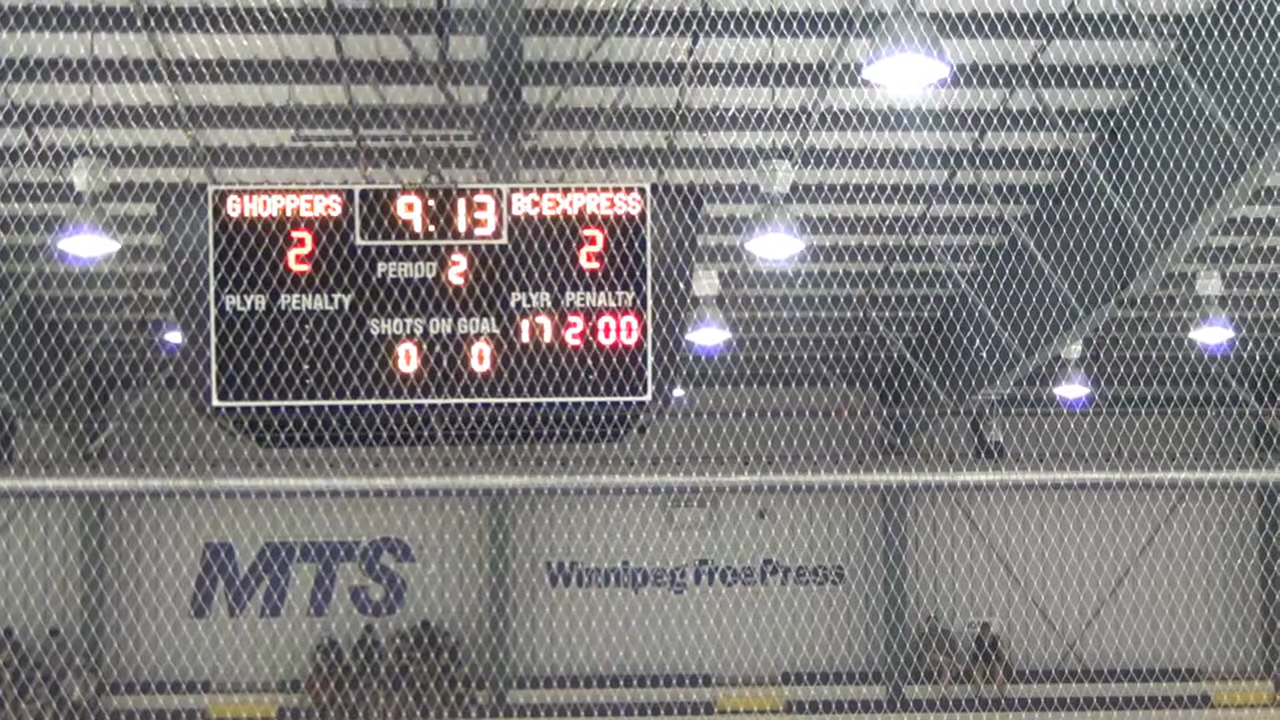 GHOPPERS 9:13 BCEXPRESS
2 PERIOD 2 2
PLYR PENALTY PLYR PENALTY
SHOTS ON GOAL 17 2:00
0 0
MTS Winnipeg Free Press